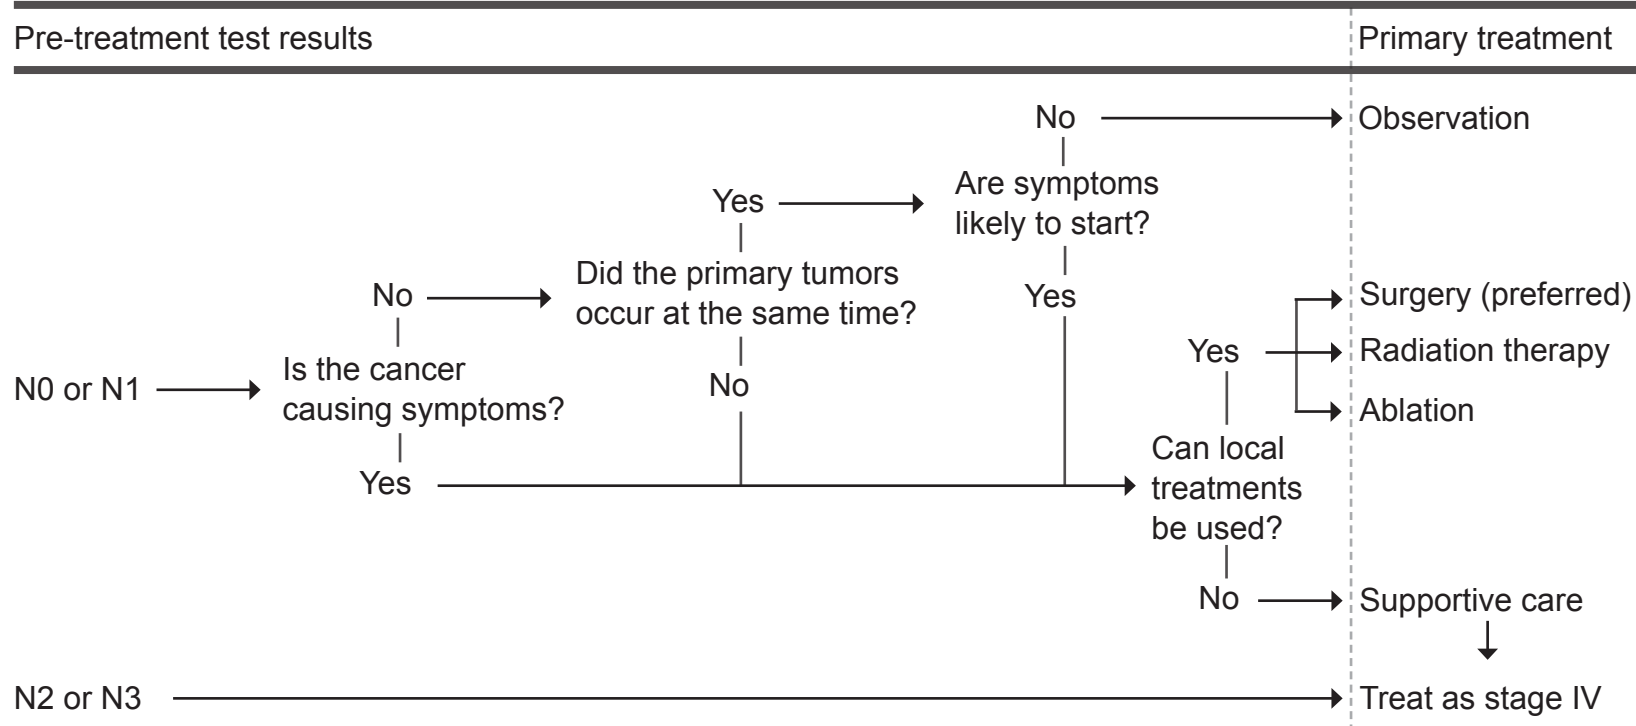 Pre-treatment test results
Primary treatment
No
Observation
Are symptoms
likely to start?
Yes
Did the primary tumors
occur at the same time?
Yes
No
Surgery (preferred)
Yes
Radiation therapy
Is the cancer
causing symptoms?
N0 or N1
No
Ablation
Can local
treatments
be used?
Yes
No
Supportive care
N2 or N3
Treat as stage IV